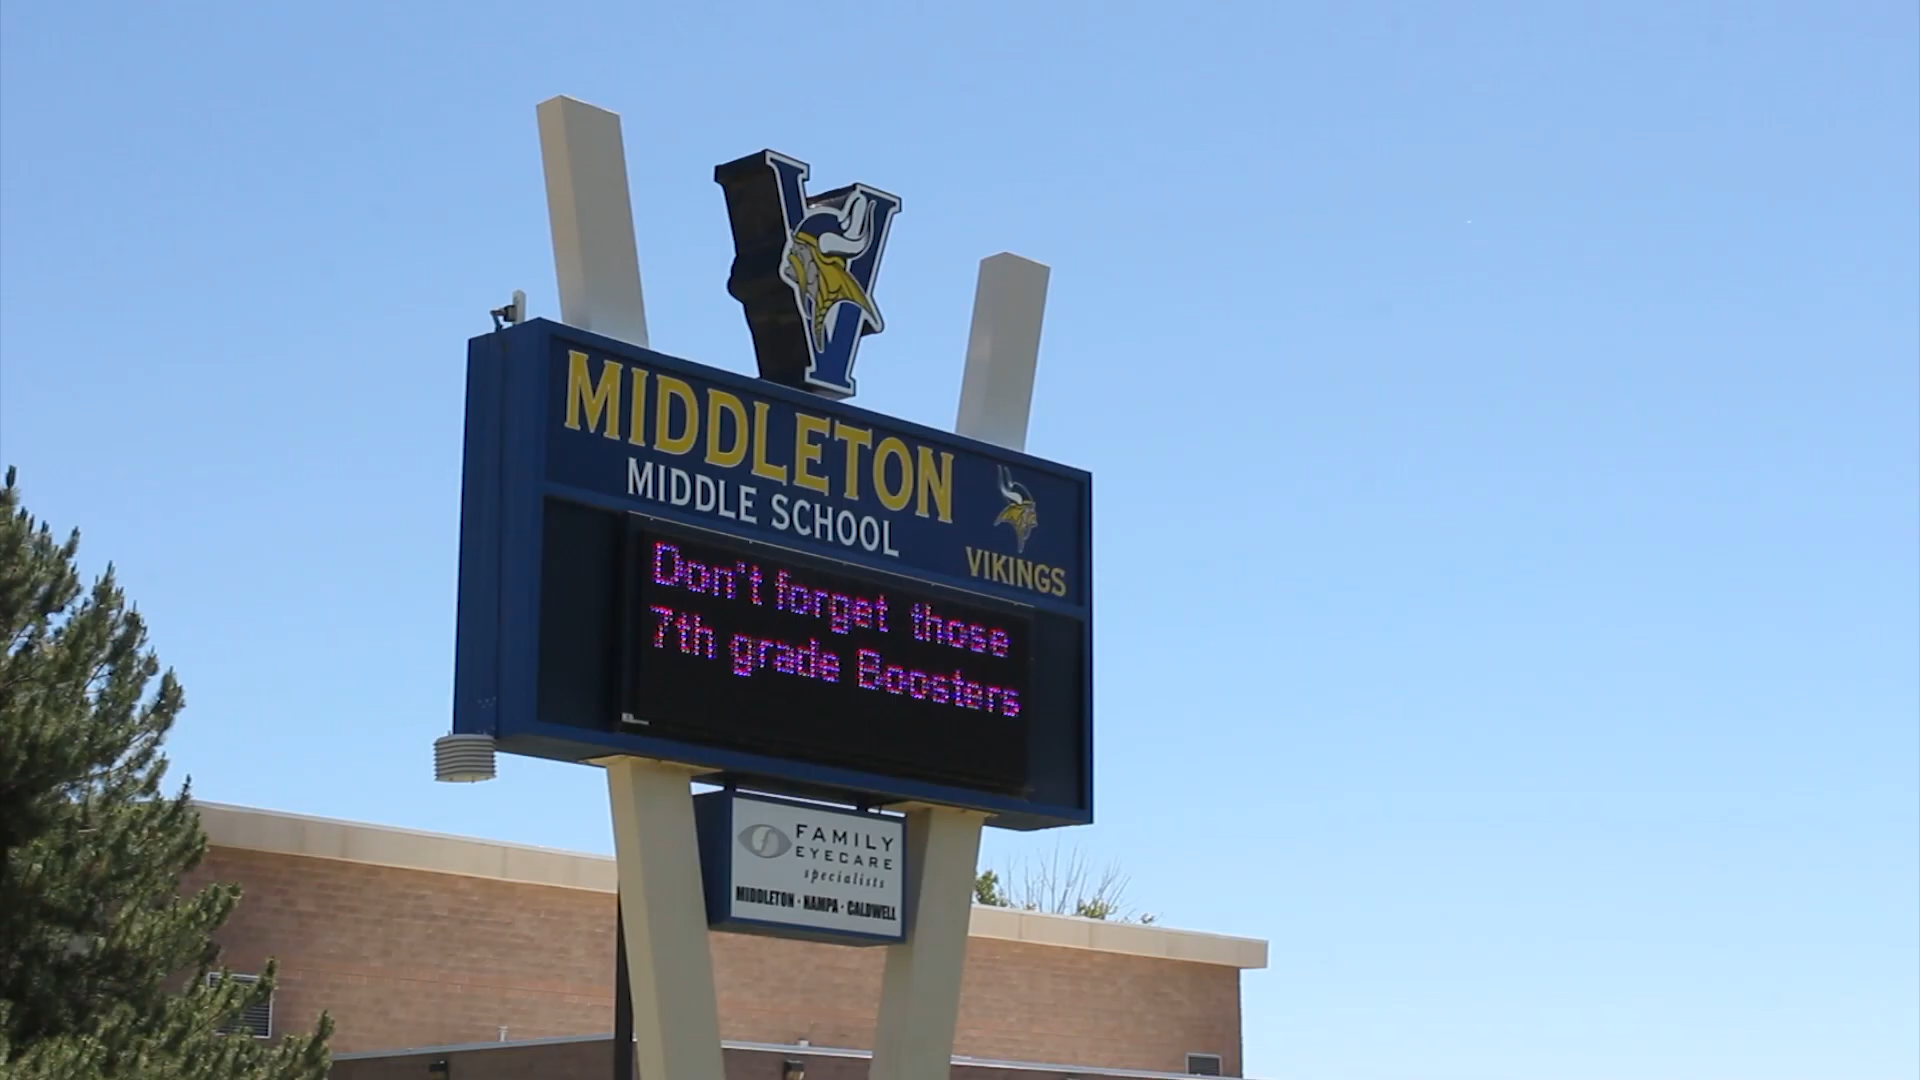 MIDDLETON
MIDDLE SCHOOL
VIKINGS
Don't forget those
7th grade Boosters
FAMILY
EYECARE
specialists
MIDDLETON · NAMPA · CALDWELL